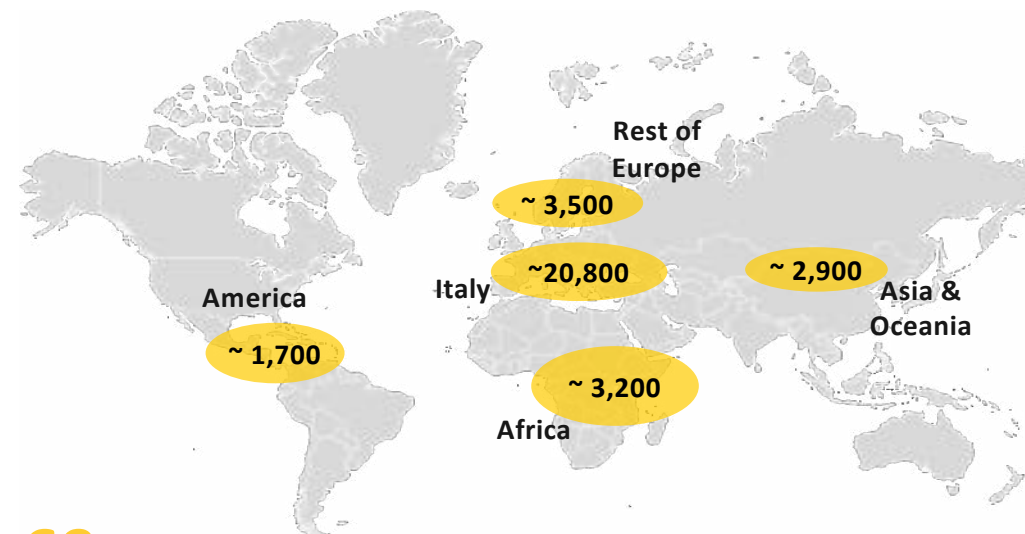 Rest of
Europe
~ 3,500
~20,800
~ 2,900
Italy
Asia &
Oceania
America
~ 1,700
~ 3,200
Africa